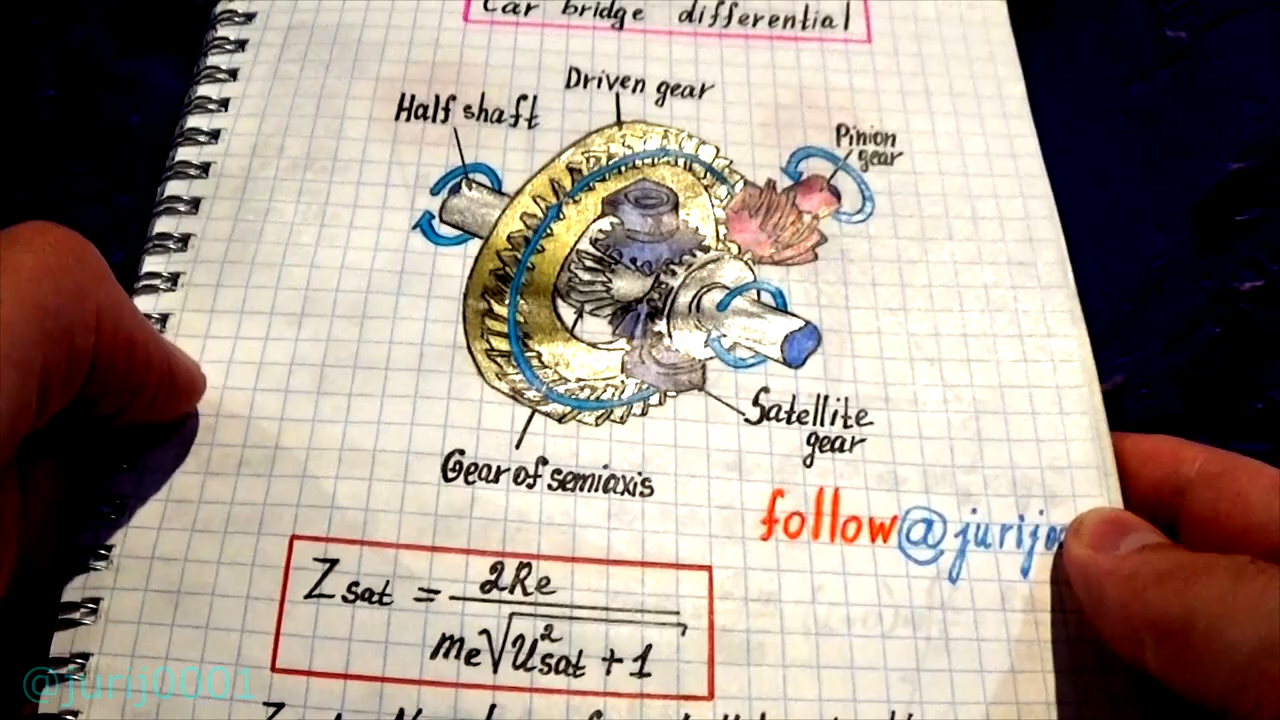 Car bridge differential
Driven gear
Half shaft
Pinion
gear
Satellite
gear
Gear of semiaxis
follow @jurij0
Zsat = 2Re / me√U²sat + 1
@jurij0001